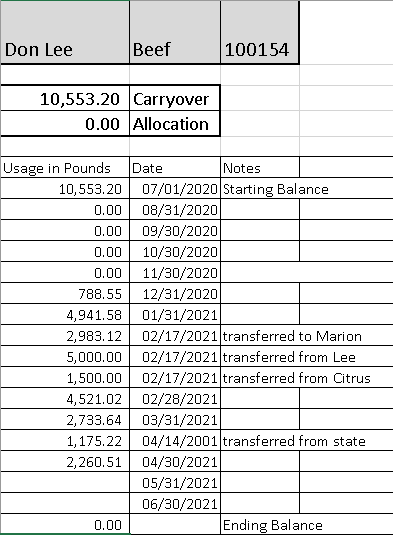 Don Lee Beef 100154
10,553.20 Carryover
0.00 Allocation
Usage in Pounds Date Notes
10,553.20 07/01/2020 Starting Balance
0.00 08/31/2020
0.00 09/30/2020
0.00 10/30/2020
0.00 11/30/2020
788.55 12/31/2020
4,941.58 01/31/2021
2,983.12 02/17/2021 transferred to Marion
5,000.00 02/17/2021 transferred from Lee
1,500.00 02/17/2021 transferred from Citrus
4,521.02 02/28/2021
2,733.64 03/31/2021
1,175.22 04/14/2001 transferred from state
2,260.51 04/30/2021
05/31/2021
06/30/2021
0.00 Ending Balance